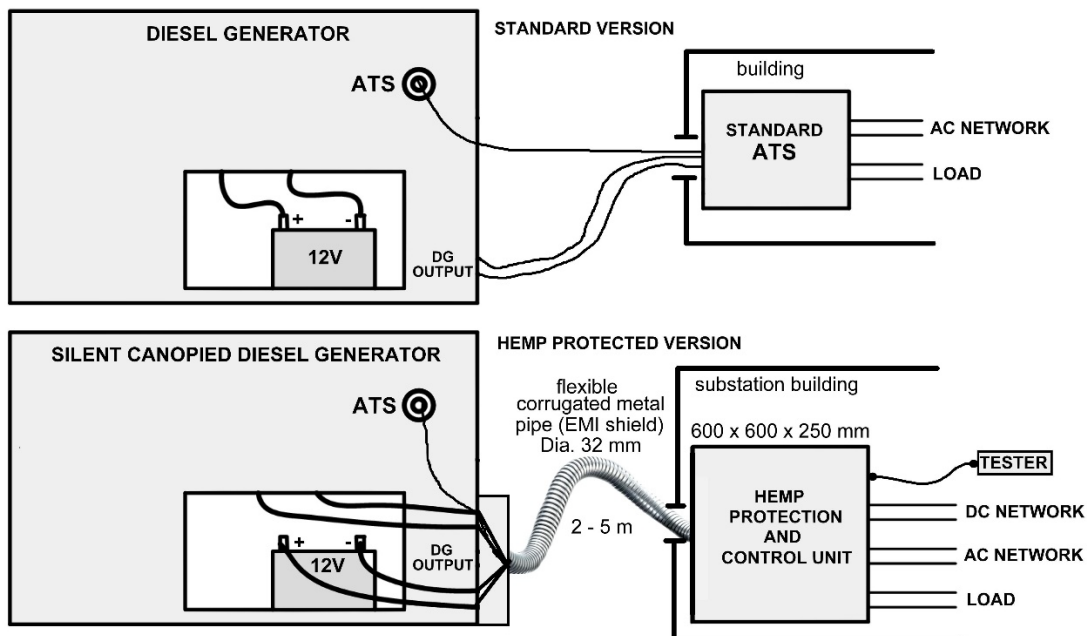 DIESEL GENERATOR
STANDARD VERSION
ATS
building
STANDARD
ATS
AC NETWORK
LOAD
+ -
12V
DG
OUTPUT
SILENT CANOPIED DIESEL GENERATOR
HEMP PROTECTED VERSION
ATS
flexible
corrugated metal
pipe (EMI shield)
Dia. 32 mm
2 - 5 m
substation building
600 x 600 x 250 mm
TESTER
HEMP
PROTECTION
AND
CONTROL UNIT
DC NETWORK
AC NETWORK
LOAD
+ -
12V
DG
OUTPUT